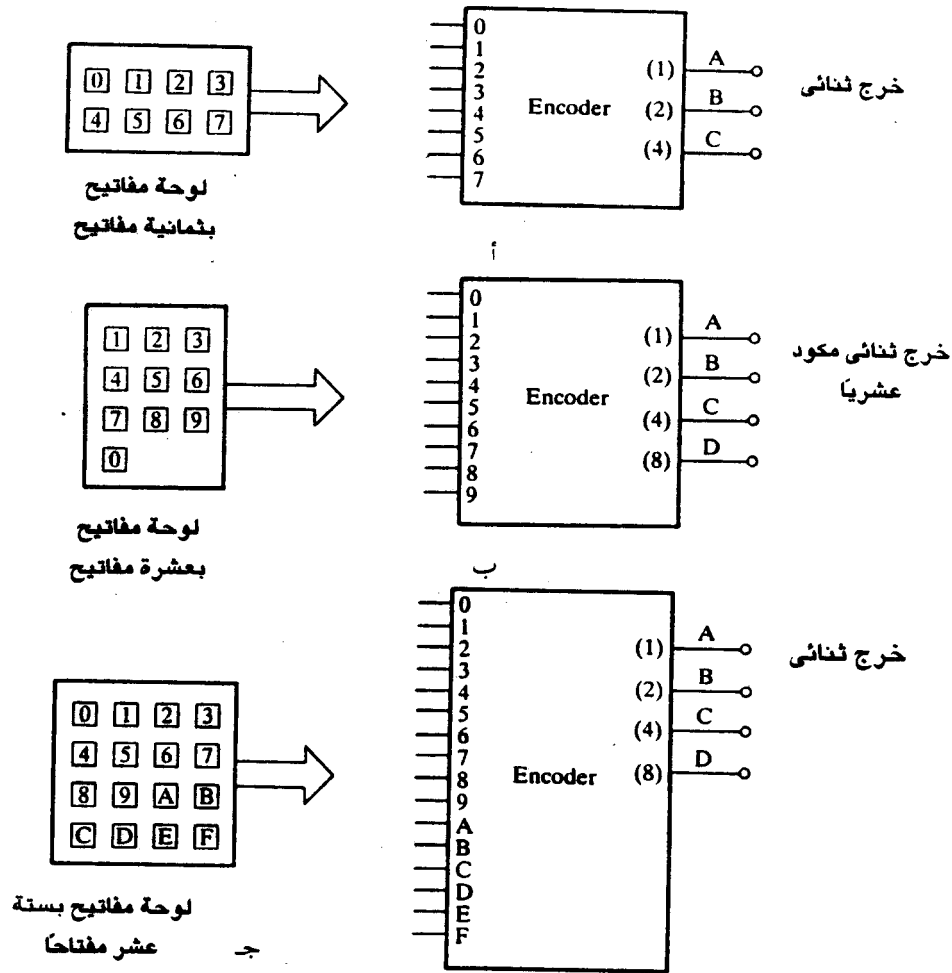 0 1 2 3
4 5 6 7
لوحة مفاتيح
بثمانية مفاتيح
0
1
2
3
4
5
6
7
Encoder
(1) A
(2) B
(4) C
خرج ثنائى
أ
1 2 3
4 5 6
7 8 9
0
لوحة مفاتيح
بعشرة مفاتيح
0
1
2
3
4
5
6
7
8
9
Encoder
(1) A
(2) B
(4) C
(8) D
خرج ثنائى مكود
عشرياً
ب
0 1 2 3
4 5 6 7
8 9 A B
C D E F
لوحة مفاتيح بستة
عشر مفتاحاً
0
1
2
3
4
5
6
7
8
9
A
B
C
D
E
F
Encoder
(1) A
(2) B
(4) C
(8) D
خرج ثنائى
جـ